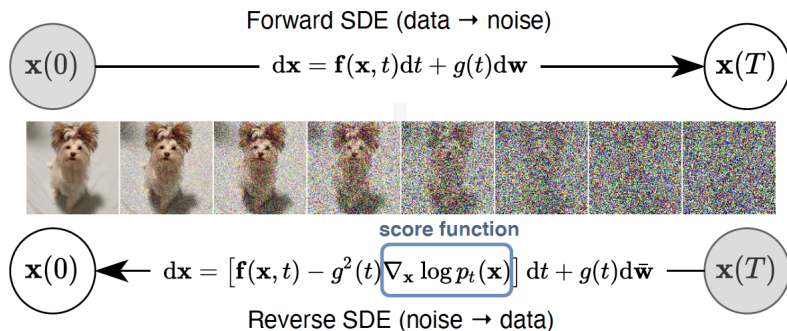 Forward SDE (data → noise)
x(0) dx = f(x, t)dt + g(t)dw x(T)
score function
x(0) dx = [f(x, t) − g²(t)∇ₓ log pₜ(x)] dt + g(t)dw̄ x(T)
Reverse SDE (noise → data)